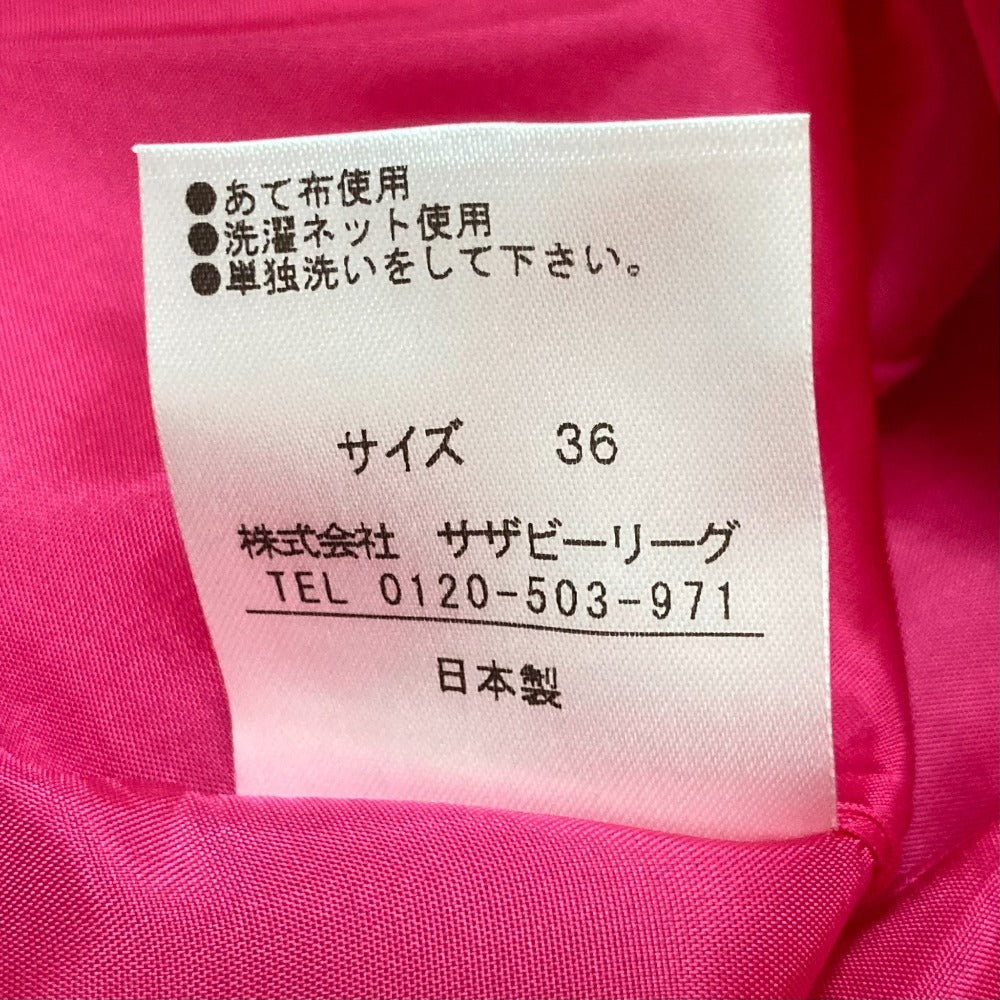 ●あて布使用
●洗濯ネット使用
●単独洗いをして下さい。
サイズ 36
株式会社 サザビーリーグ
TEL 0120-503-971
日本製